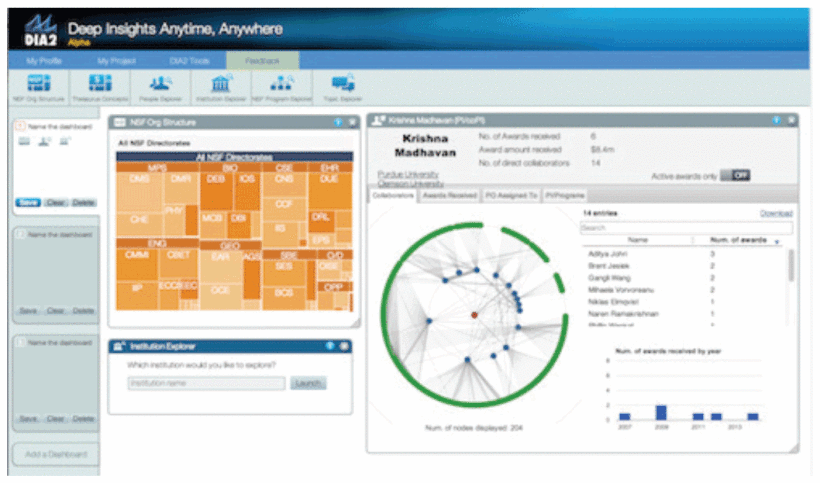 DIA2
Deep Insights Anytime, Anywhere
Alpha
My Profile
My Project
DIA2 Tools
Feedback
NSF Org Structure
Thesaurus Concepts
People Explorer
Institution Explorer
NSF Program Explorer
Topic Explorer
Name the dashboard
Save
Clear
Delete
Name the dashboard
Save
Clear
Delete
Name the dashboard
Save
Clear
Delete
Add a Dashboard
NSF Org Structure
All NSF Directorates
All NSF Directorates
MPS
BIO
CSE
EHR
DMS
DMR
DEB
IOS
CNS
DUE
CHE
PHY
MCB
DBI
CCF
IIS
DRL
EPS
ENG
GEO
SBE
O/D
CMMI
CBET
EAR
AGS
SES
OISE
IIP
ECCS
EEC
OCE
BCS
OPP
Institution Explorer
Which institution would you like to explore?
Institution name
Launch
Krishna Madhavan (PI/coPI)
Krishna
Madhavan
Purdue University
Clemson University
No. of Awards received 6
Award amount received $8.4m
No. of direct collaborators 14
Active awards only OFF
Collaborators
Awards Received
PO Assigned To
PI/Programs
Num. of nodes displayed: 204
14 entries
Download
Search
Name Num. of awards
Aditya Johri 3
Brent Jesiek 2
Gangli Wang 2
Mihaela Vorvoreanu 2
Niklas Elmqvist 1
Naren Ramakrishnan 1
Num. of awards received by year
8
6
4
2
0
2007 2009 2011 2013